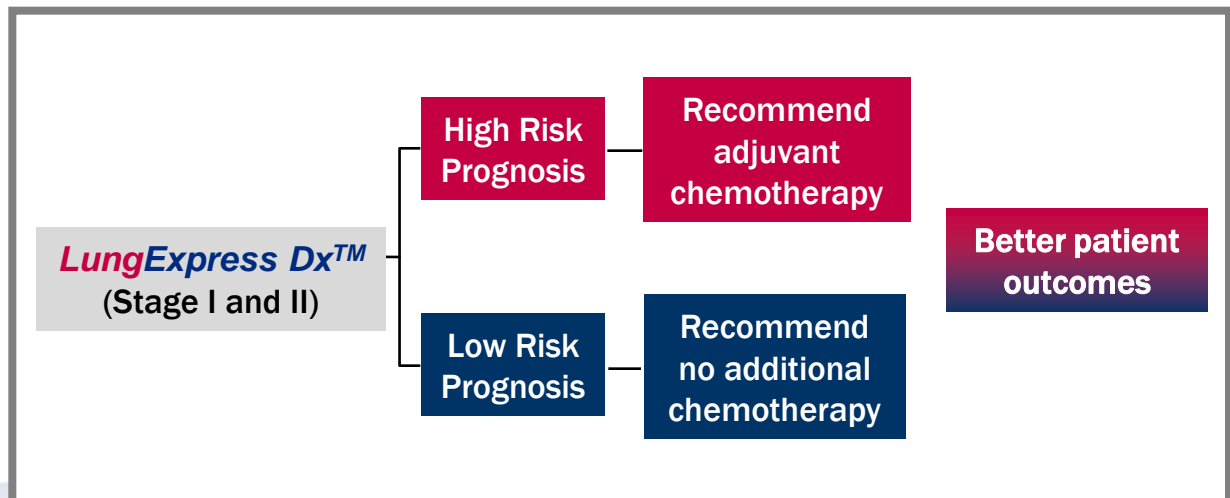 LungExpress Dx™
(Stage I and II)
High Risk
Prognosis
Recommend
adjuvant
chemotherapy
Low Risk
Prognosis
Recommend
no additional
chemotherapy
Better patient
outcomes